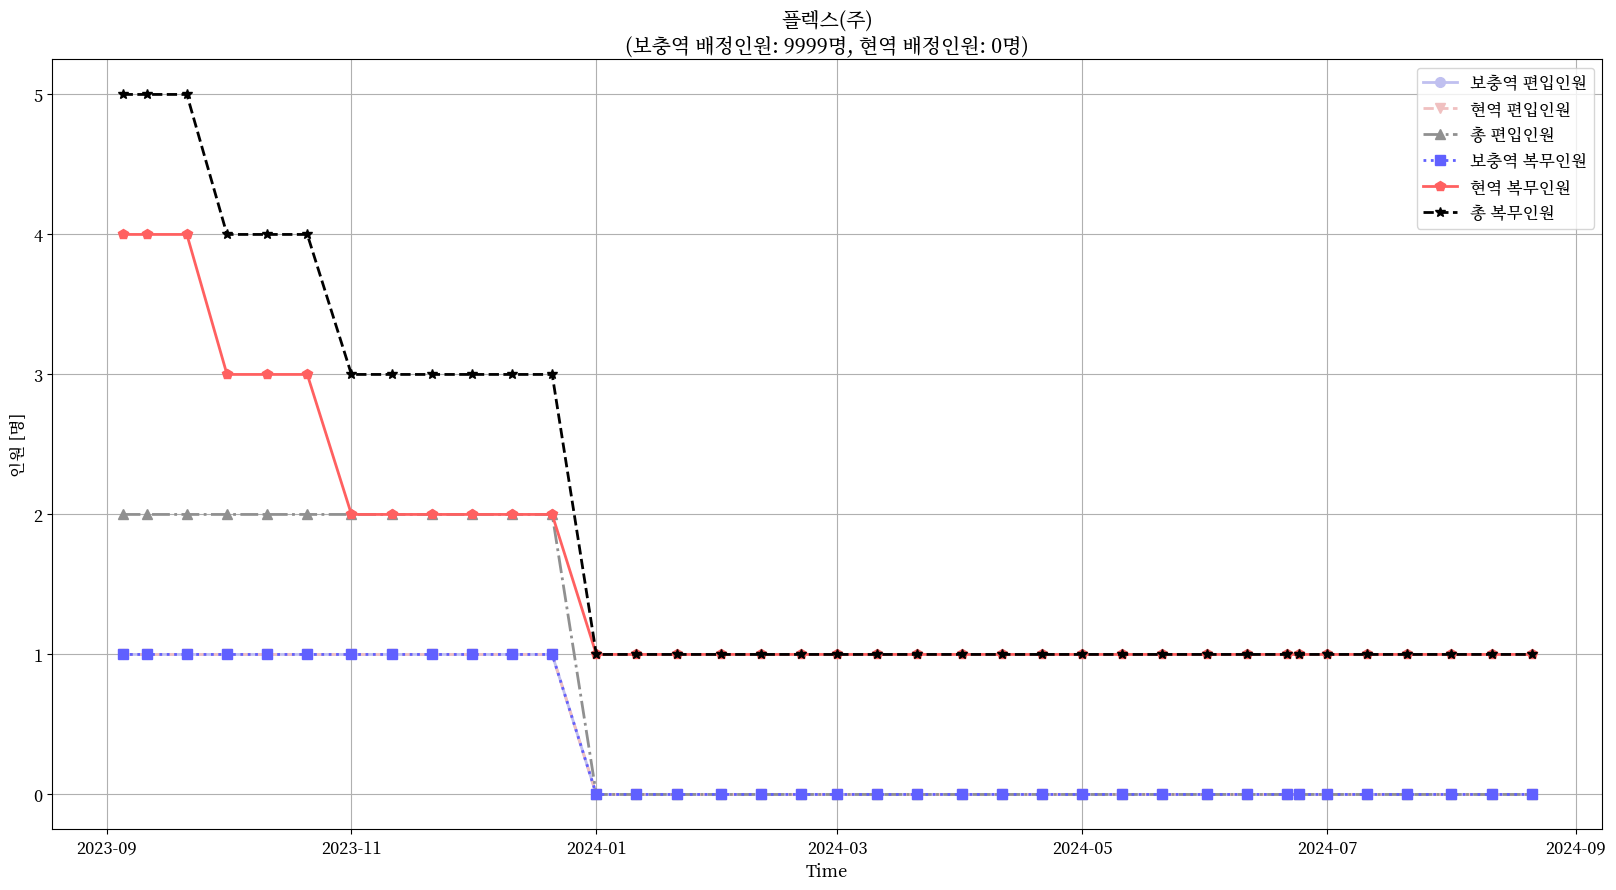 플렉스(주)
(보충역 배정인원: 9999명, 현역 배정인원: 0명)
보충역 편입인원
현역 편입인원
총 편입인원
보충역 복무인원
현역 복무인원
총 복무인원
인원 [명]
5
4
3
2
1
0
2023-09
2023-11
2024-01
2024-03
2024-05
2024-07
2024-09
Time